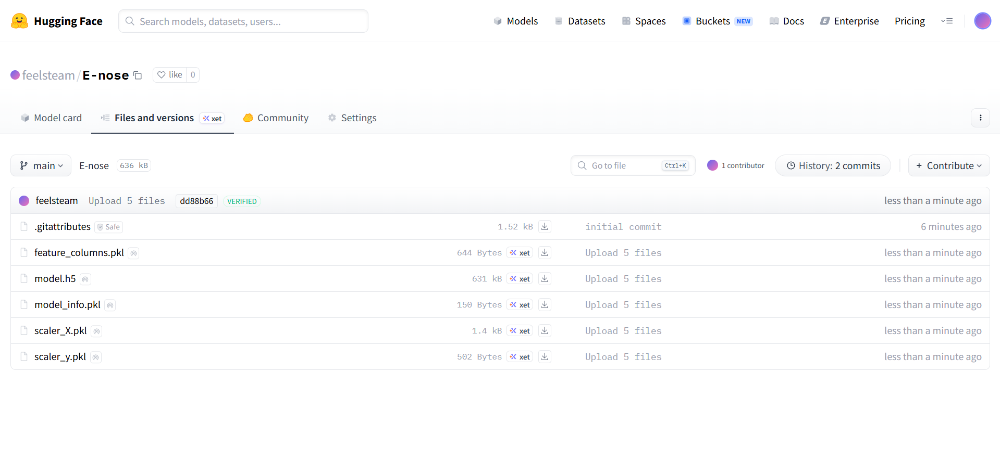 Hugging Face
Search models, datasets, users...
Models
Datasets
Spaces
Buckets NEW
Docs
Enterprise
Pricing
feelsteam/E-nose
like 0
Model card
Files and versions xet
Community
Settings
main
E-nose 636 kB
Go to file Ctrl+K
1 contributor
History: 2 commits
+ Contribute
feelsteam Upload 5 files dd88b66 VERIFIED less than a minute ago
.gitattributes Safe 1.52 kB initial commit 6 minutes ago
feature_columns.pkl 644 Bytes xet Upload 5 files less than a minute ago
model.h5 631 kB xet Upload 5 files less than a minute ago
model_info.pkl 150 Bytes xet Upload 5 files less than a minute ago
scaler_X.pkl 1.4 kB xet Upload 5 files less than a minute ago
scaler_y.pkl 502 Bytes xet Upload 5 files less than a minute ago